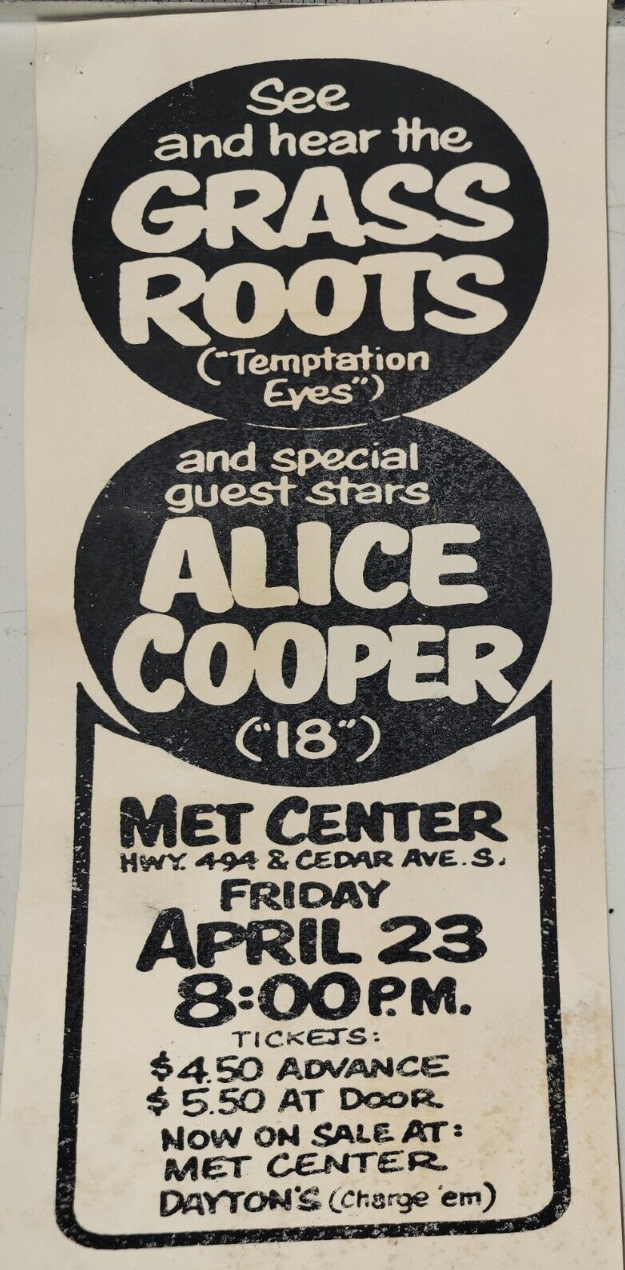 See
and hear the
GRASS
ROOTS
("Temptation
Eyes")
and special
guest stars
ALICE
COOPER
("18")
MET CENTER
HWY. 494 & CEDAR AVE. S.
FRIDAY
APRIL 23
8:00 P.M.
TICKETS:
$4.50 ADVANCE
$5.50 AT DOOR
NOW ON SALE AT:
MET CENTER
DAYTON'S (Charge 'em)